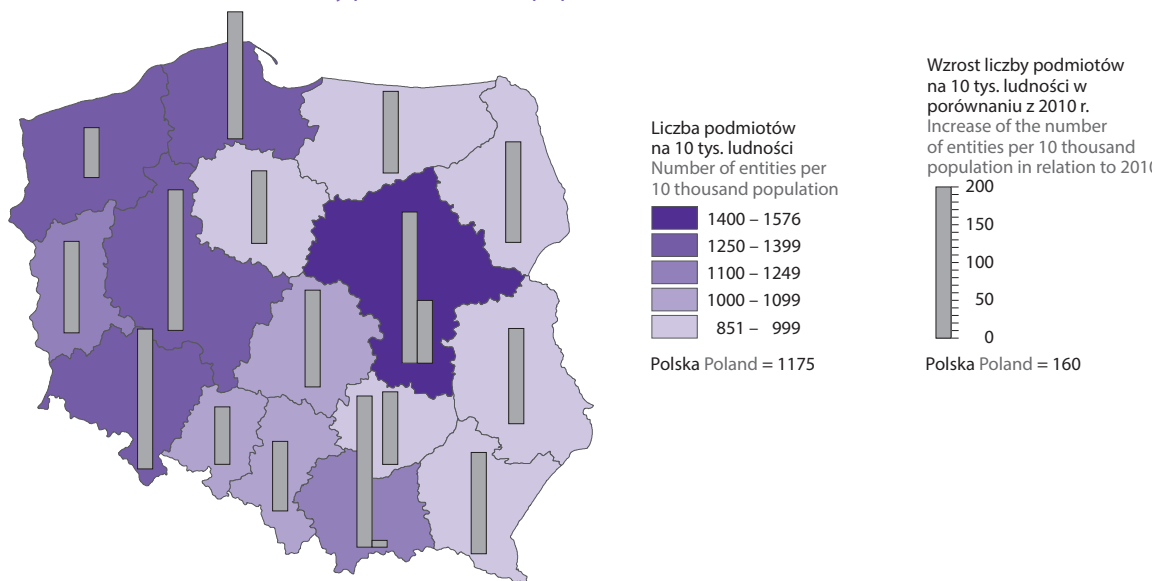 Liczba podmiotów
na 10 tys. ludności
Number of entities per
10 thousand population
1400 – 1576
1250 – 1399
1100 – 1249
1000 – 1099
851 – 999
Polska Poland = 1175
Wzrost liczby podmiotów
na 10 tys. ludności w
porównaniu z 2010 r.
Increase of the number
of entities per 10 thousand
population in relation to 2010
200
150
100
50
0
Polska Poland = 160